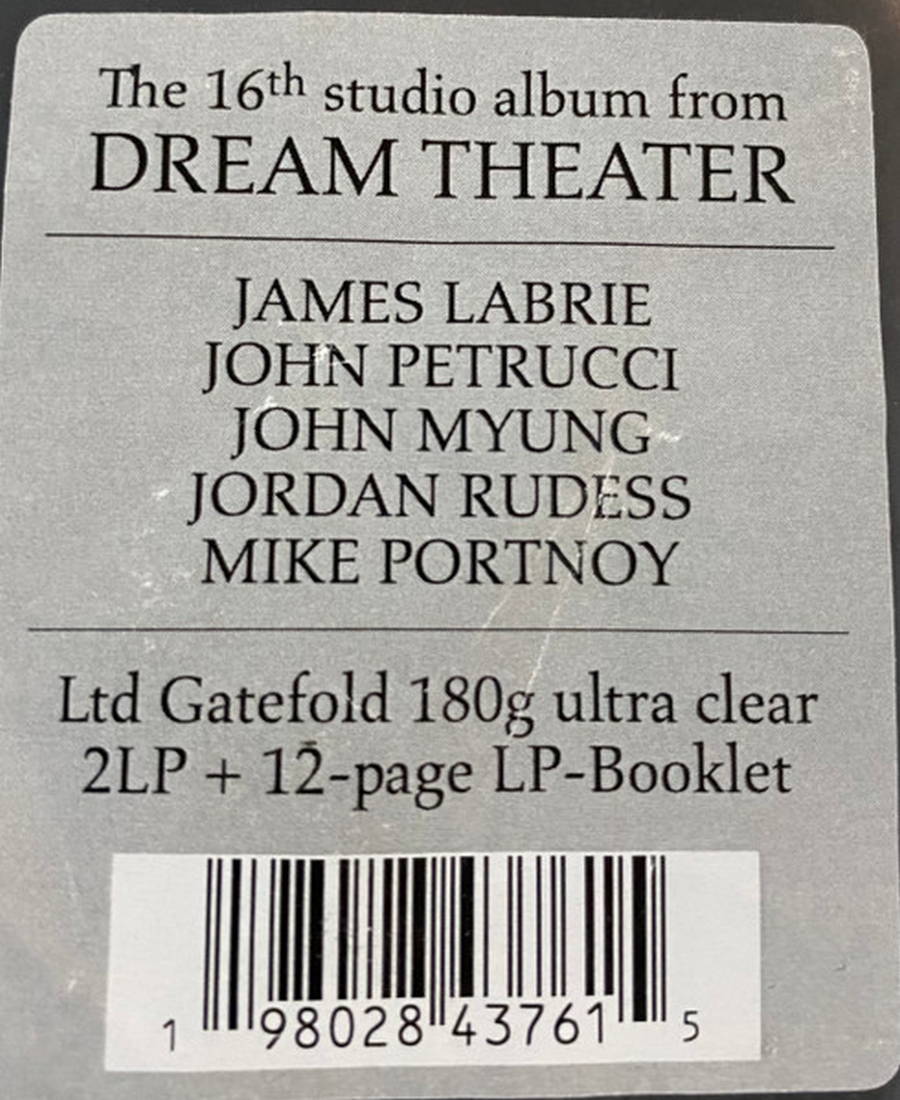 The 16th studio album from
DREAM THEATER
JAMES LABRIE
JOHN PETRUCCI
JOHN MYUNG
JORDAN RUDESS
MIKE PORTNOY
Ltd Gatefold 180g ultra clear
2LP + 12-page LP-Booklet
1 98028 43761 5